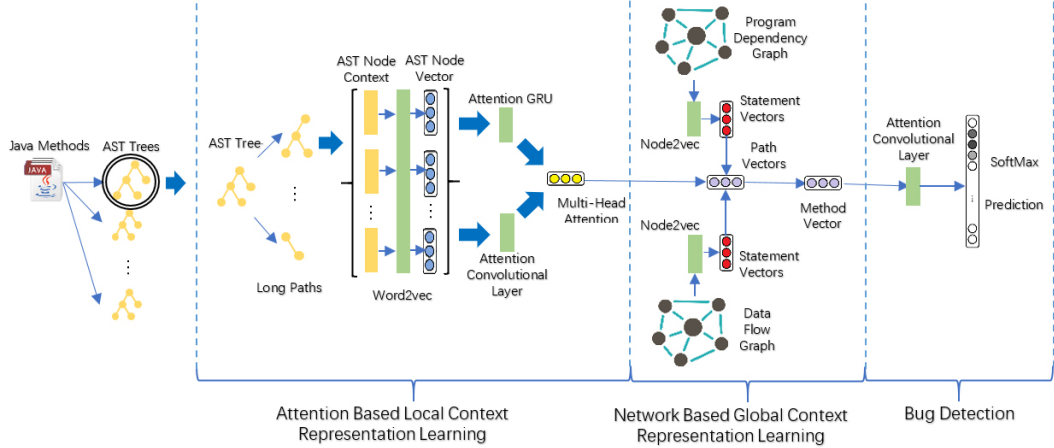 Java Methods
JAVA
AST Trees
AST Tree
Long Paths
AST Node
Context
AST Node
Vector
Word2vec
Attention GRU
Attention
Convolutional
Layer
Multi-Head
Attention
Program
Dependency
Graph
Node2vec
Statement
Vectors
Path
Vectors
Node2vec
Statement
Vectors
Data
Flow
Graph
Method
Vector
Attention
Convolutional
Layer
SoftMax
Prediction
Attention Based Local Context
Representation Learning
Network Based Global Context
Representation Learning
Bug Detection